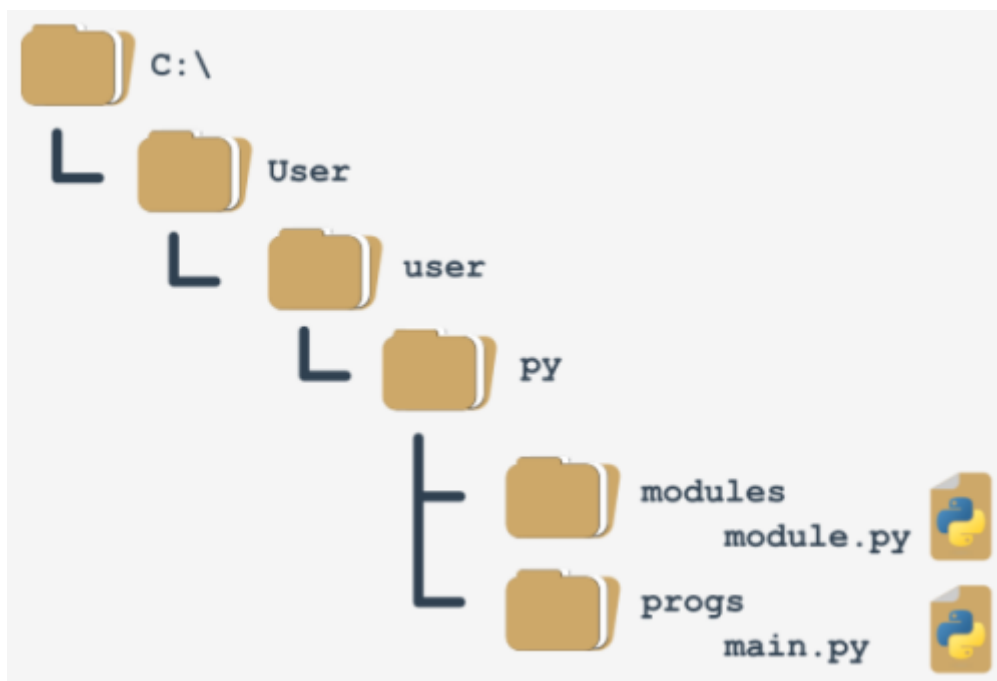 C:\
User
user
py
modules
module.py
progs
main.py